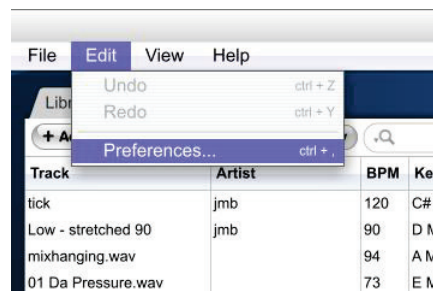 File Edit View Help
Undo ctrl + Z
Redo ctrl + Y
Preferences... ctrl + ,
Track Artist BPM
tick jmb 120 C#
Low - stretched 90 jmb 90
mixhanging.wav 94
01 Da Pressure.wav 73